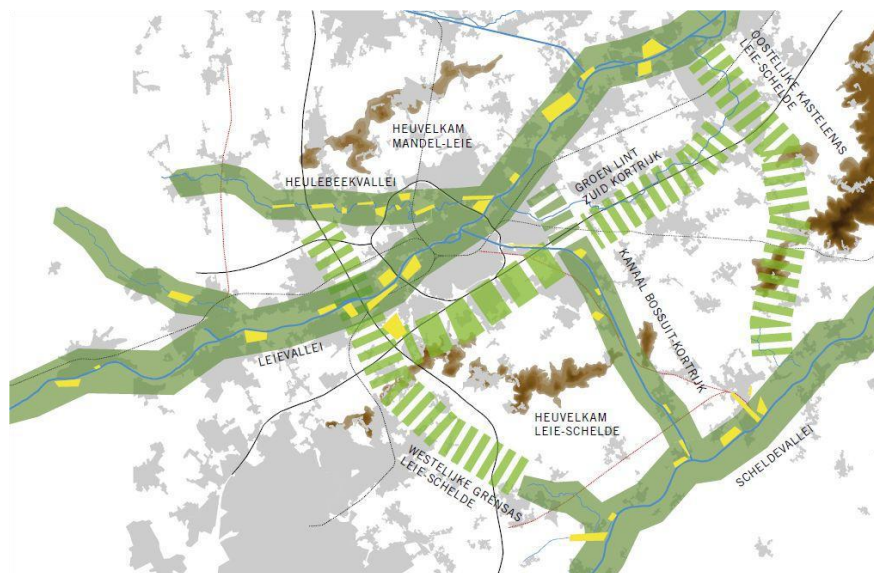 OOSTELIJKE KASTELENAS
LEIE-SCHELDE
HEUVELKAM
MANDEL-LEIE
HEULEBEEKVALLEI
GROEN LINT
ZUID KORTRIJK
KANAAL BOSSUIT-KORTRIJK
LEIEVALLEI
HEUVELKAM
LEIE-SCHELDE
WESTELIJKE GRENSAS
LEIE-SCHELDE
SCHELDEVALLEI